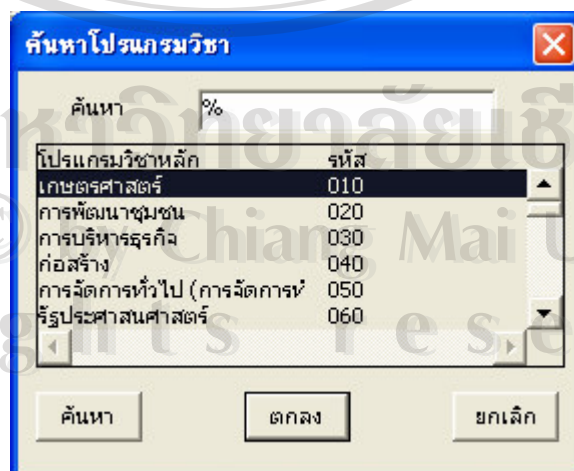 ค้นหาโปรแกรมวิชา
ค้นหา %
โปรแกรมวิชาหลัก รหัส
เกษตรศาสตร์ 010
การพัฒนาชุมชน 020
การบริหารธุรกิจ 030
ก่อสร้าง 040
การจัดการทั่วไป (การจัดการท 050
รัฐประศาสนศาสตร์ 060
ค้นหา ตกลง ยกเลิก
by Chiang Mai U